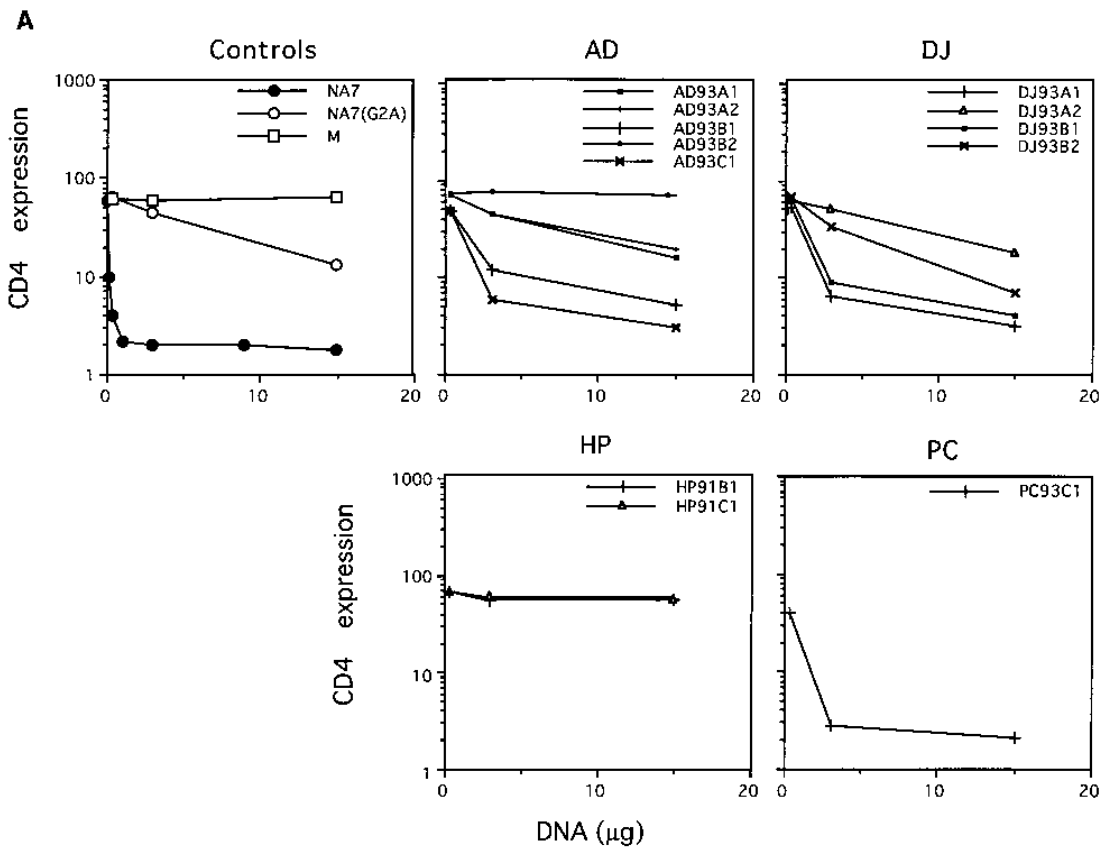 A
Controls
AD
DJ
1000
100
10
1
0
10
20
CD4 expression
NA7
NA7(G2A)
M
AD93A1
AD93A2
AD93B1
AD93B2
AD93C1
0
10
20
DJ93A1
DJ93A2
DJ93B1
DJ93B2
0
10
20
HP
PC
1000
100
10
1
0
10
20
CD4 expression
HP91B1
HP91C1
PC93C1
0
10
20
DNA (μg)